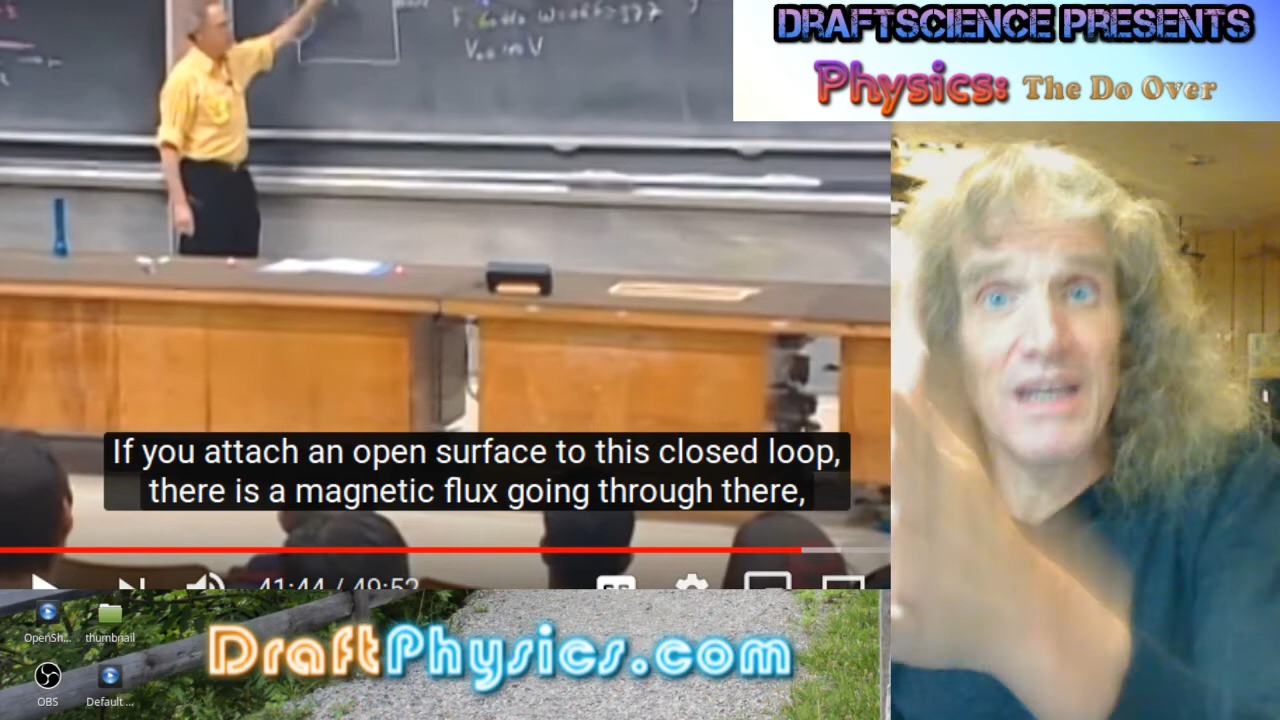 DRAFTSCIENCE PRESENTS
Physics: The Do Over
If you attach an open surface to this closed loop,
there is a magnetic flux going through there,
41:44 / 49:52
OpenSh...
thumbnail
DraftPhysics.com
OBS
Default ...